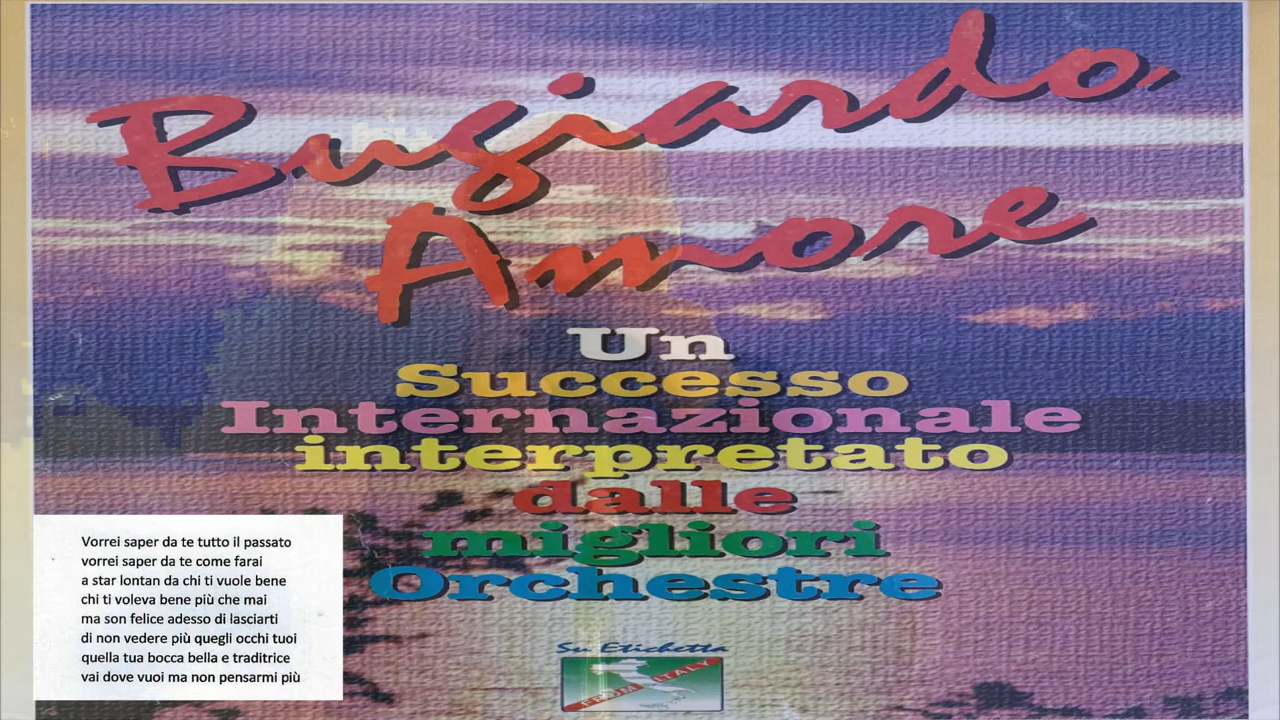 Bugiardo,
Amore
Un
Successo
Internazionale
interpretato
dalle
migliori
Orchestre
Vorrei saper da te tutto il passato
vorrei saper da te come farai
a star lontan da chi ti vuole bene
chi ti voleva bene più che mai
ma son felice adesso di lasciarti
di non vedere più quegli occhi tuoi
quella tua bocca bella e traditrice
vai dove vuoi ma non pensarmi più
Su Etichetta
FROM ITALY